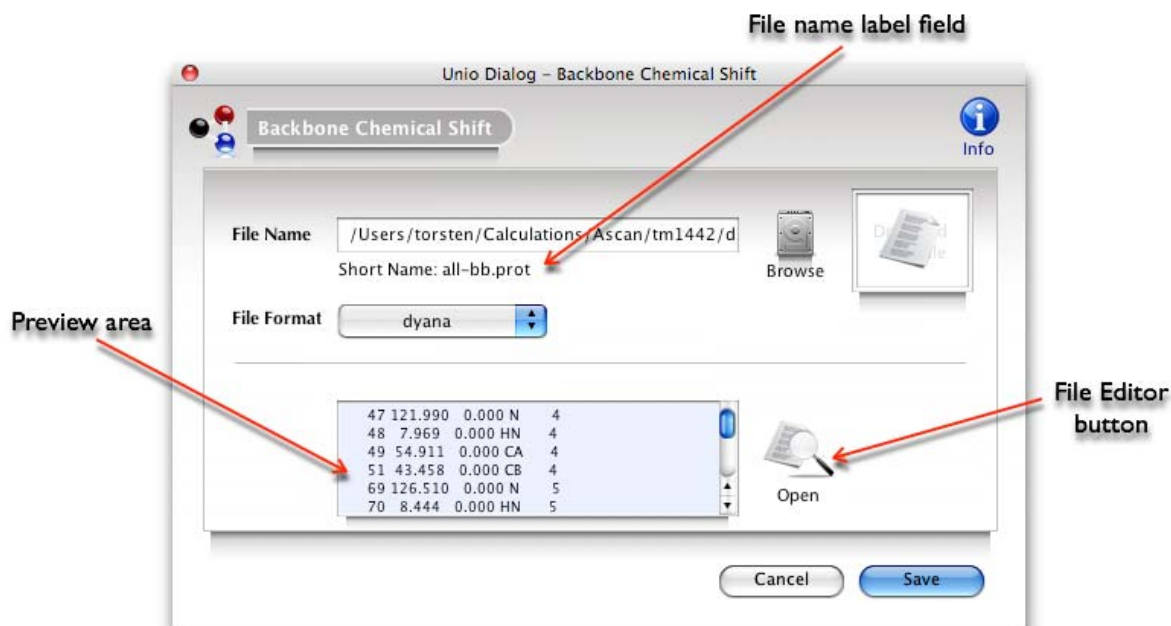 File name label field
Unio Dialog – Backbone Chemical Shift
Backbone Chemical Shift
Info
File Name
/Users/torsten/Calculations/Ascan/tm1442/d
Browse
Short Name: all-bb.prot
File Format
dyana
Preview area
47 121.990 0.000 N 4
48 7.969 0.000 HN 4
49 54.911 0.000 CA 4
51 43.458 0.000 CB 4
69 126.510 0.000 N 5
70 8.444 0.000 HN 5
Open
File Editor
button
Cancel
Save